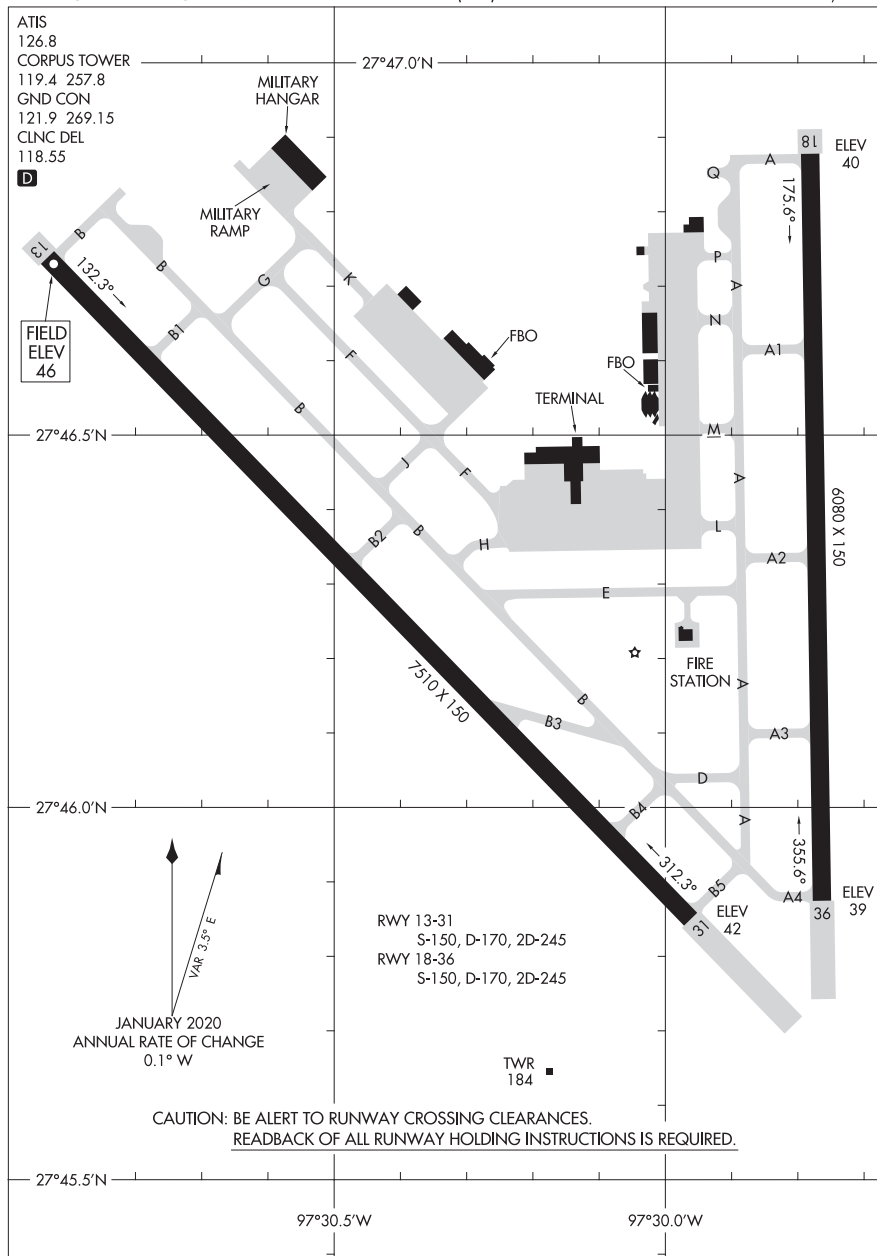 ATIS
126.8
CORPUS TOWER
119.4 257.8
GND CON
121.9 269.15
CLNC DEL
118.55
D
27°47.0'N
MILITARY
HANGAR
MILITARY
RAMP
18
ELEV
40
A
Q
175.6°
13
B
132.3°
B
G
K
P
A
N
FIELD
ELEV
46
B1
F
FBO
A1
B
FBO
TERMINAL
27°46.5'N
M
J
F
A
6080 X 150
B2
B
H
L
A2
E
FIRE
STATION
A
7510 X 150
B
B3
A3
D
27°46.0'N
B4
A
355.6°
312.3°
B5
A4
ELEV
39
36
31
ELEV
42
VAR 3.5° E
RWY 13-31
S-150, D-170, 2D-245
RWY 18-36
S-150, D-170, 2D-245
JANUARY 2020
ANNUAL RATE OF CHANGE
0.1° W
TWR
184
CAUTION: BE ALERT TO RUNWAY CROSSING CLEARANCES.
READBACK OF ALL RUNWAY HOLDING INSTRUCTIONS IS REQUIRED.
27°45.5'N
97°30.5'W
97°30.0'W